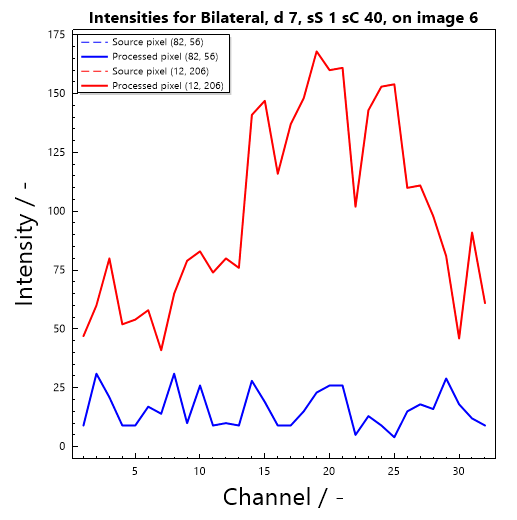 Intensities for Bilateral, d 7, sS 1 sC 40, on image 6
Source pixel (82, 56)
Processed pixel (82, 56)
Source pixel (12, 206)
Processed pixel (12, 206)
175
150
125
100
75
50
25
0
Intensity / -
5
10
15
20
25
30
Channel / -